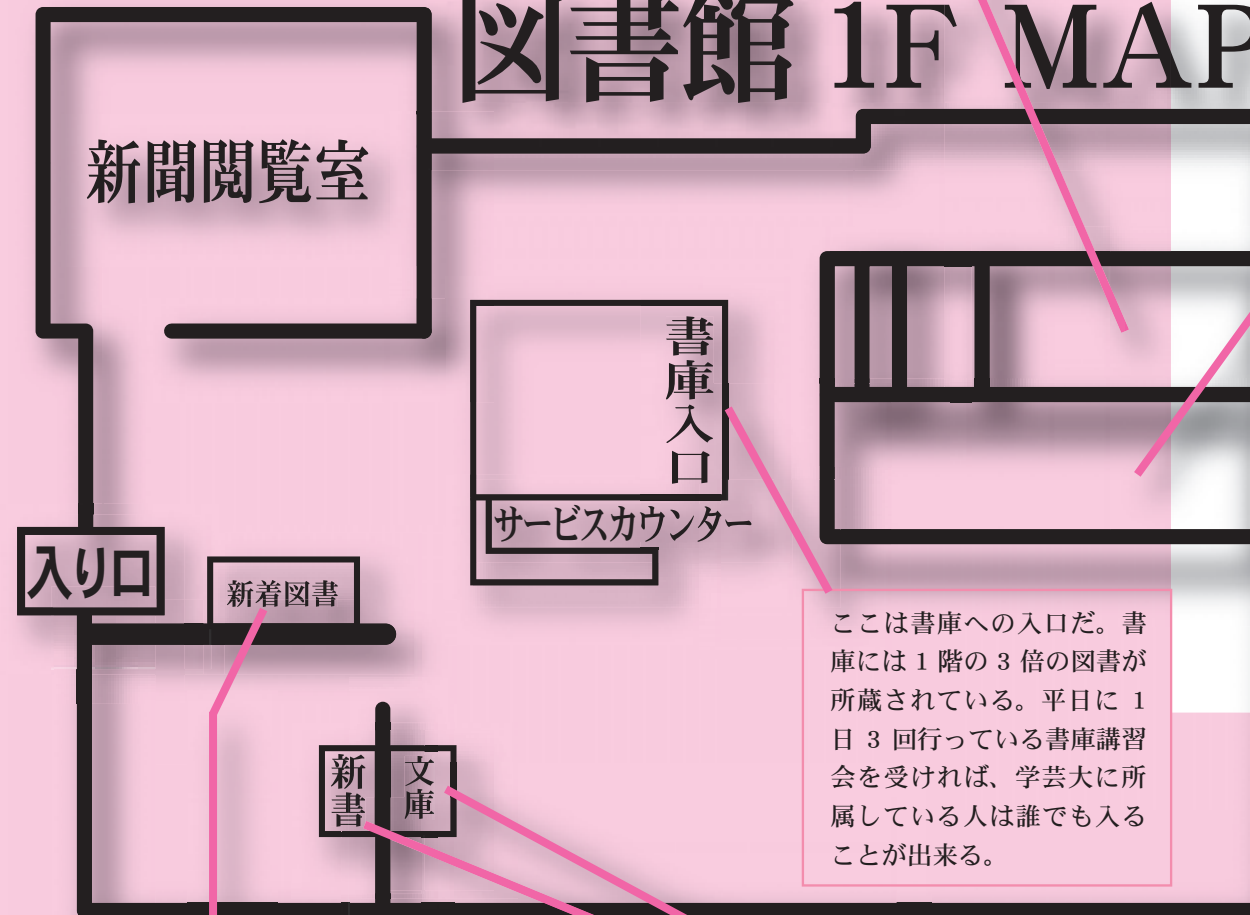 図書館 1F MAP
新聞閲覧室
書庫入口
サービスカウンター
入り口
新着図書
新書
文庫
ここは書庫への入口だ。書
庫には 1 階の 3 倍の図書が
所蔵されている。平日に 1
日 3 回行っている書庫講習
会を受ければ、学芸大に所
属している人は誰でも入る
ことが出来る。